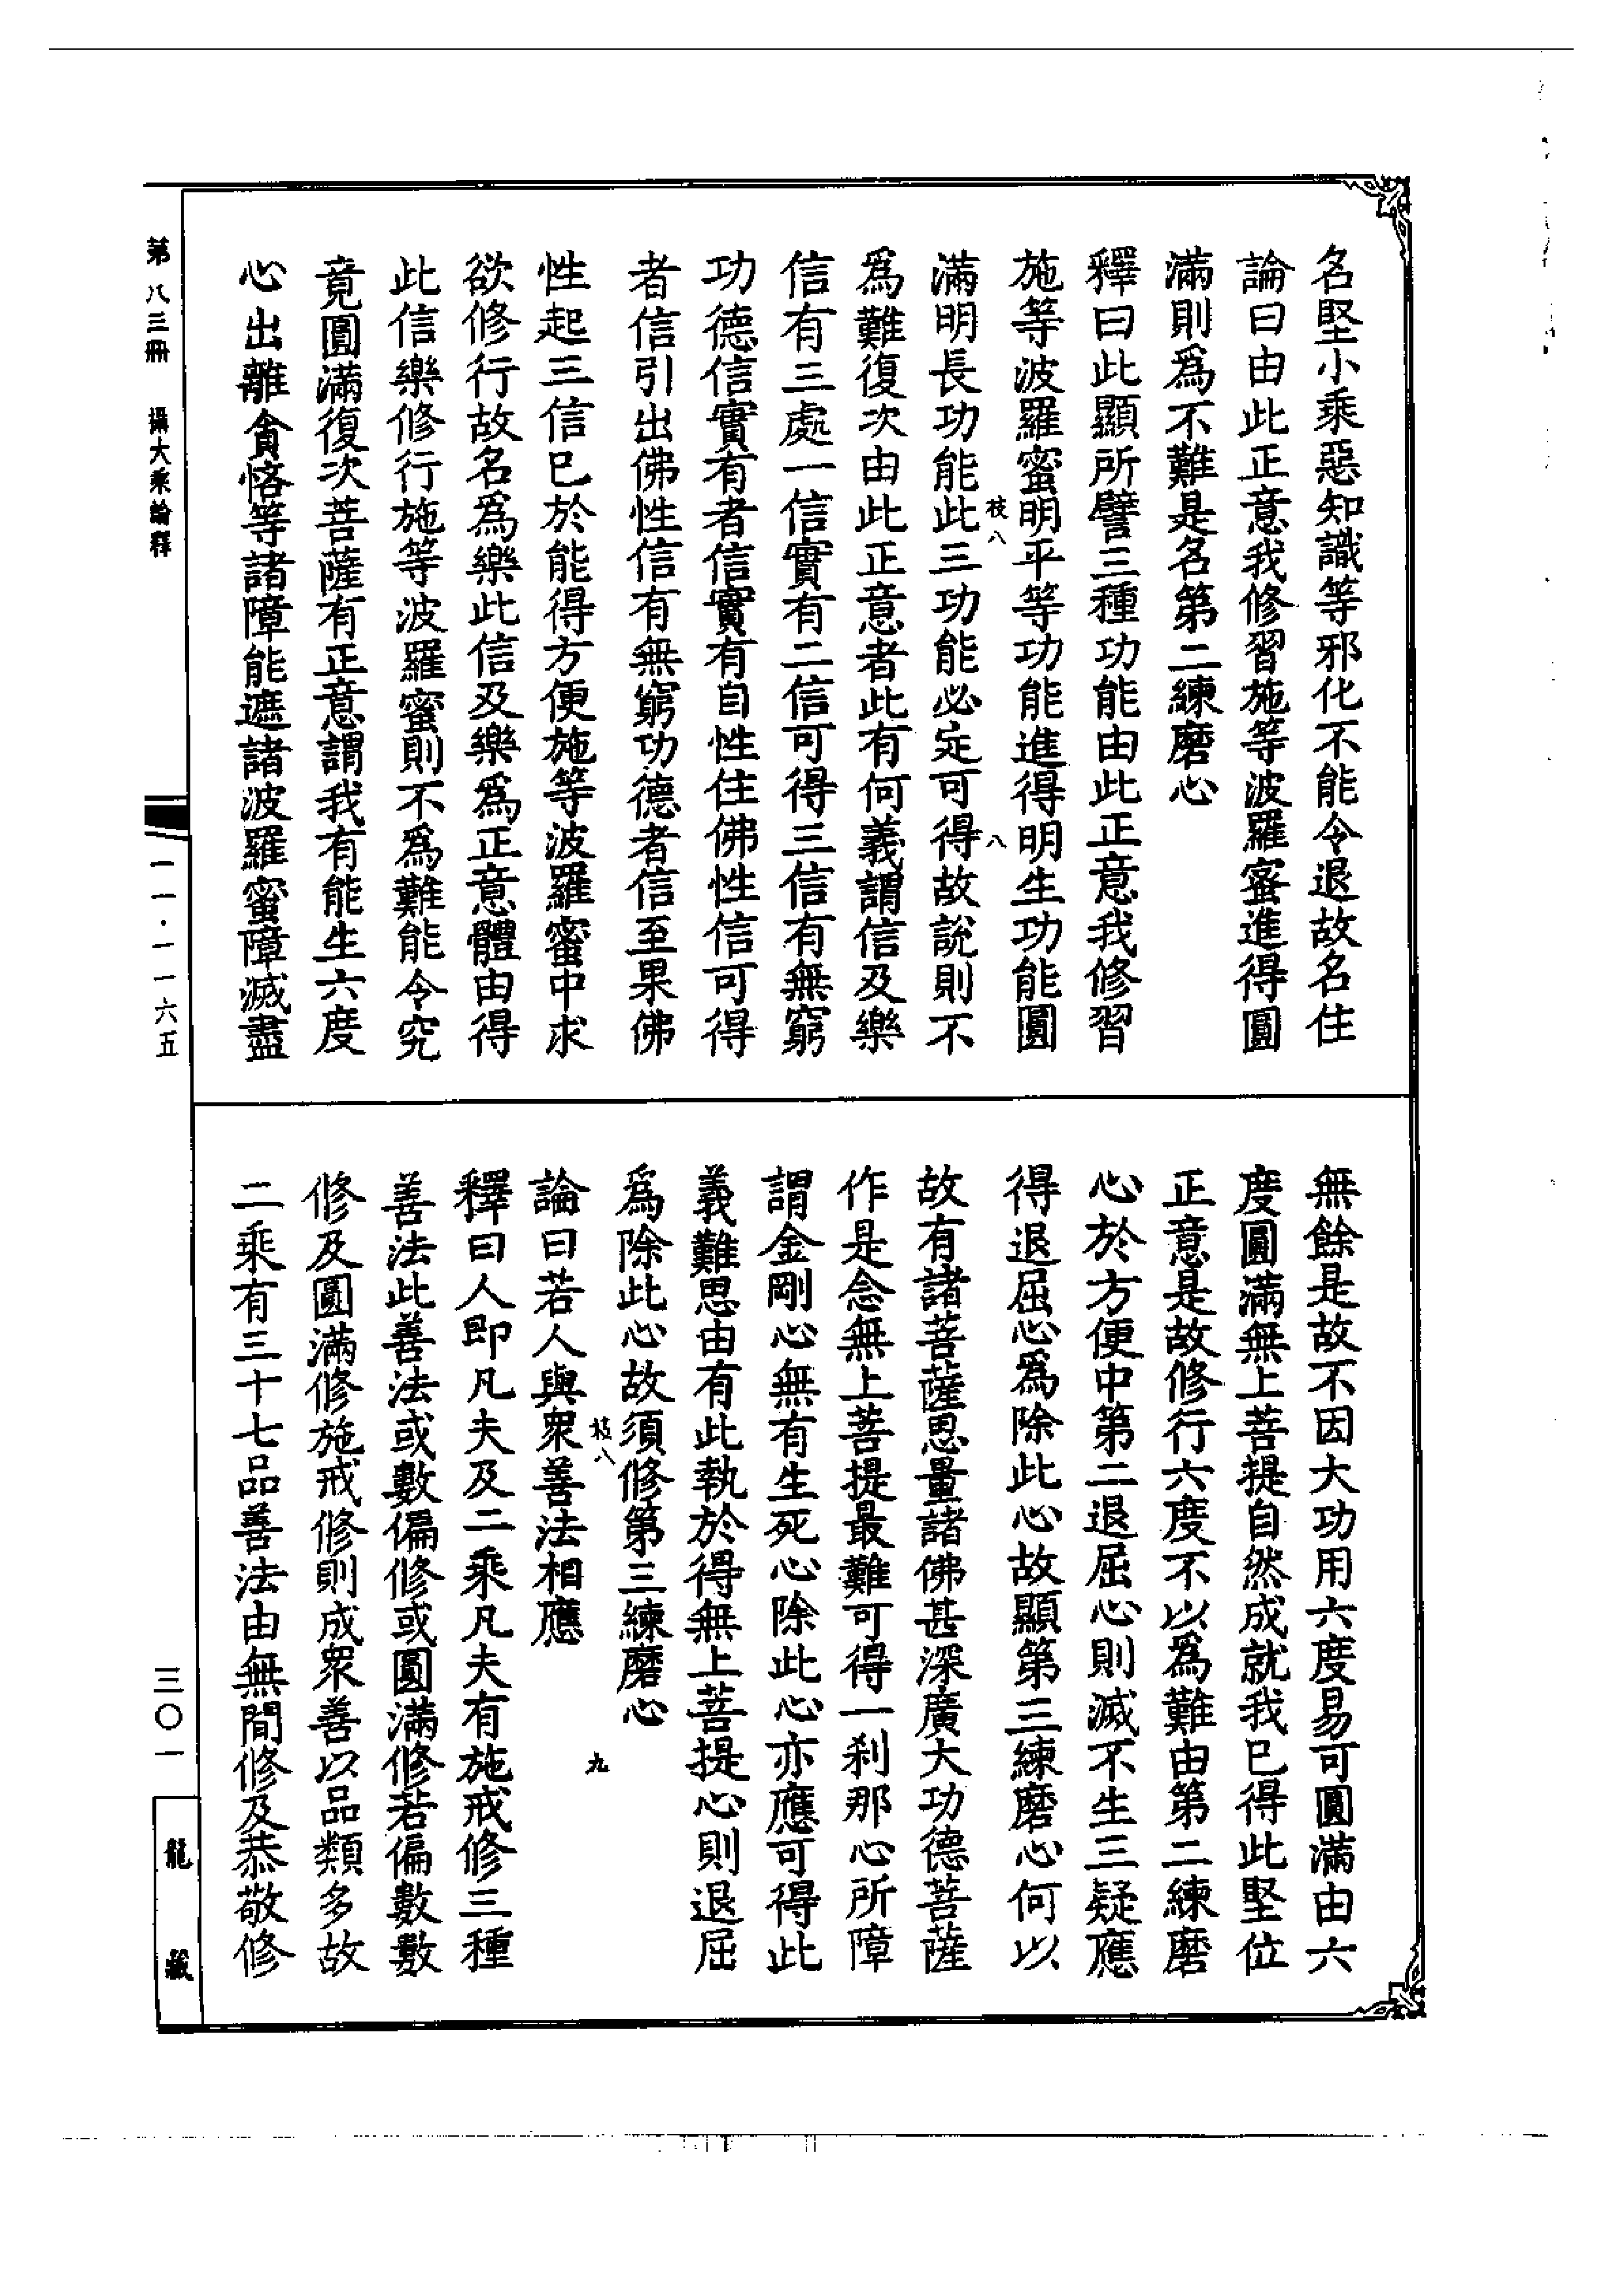 名堅小乘惡知識等邪化不能令退故名住
論曰由此正意我修習施等波羅蜜進得圓
滿則爲不難是名第二練磨心
釋曰此顯所譬三種功能由此正意我修習
施等波羅蜜明平等功能進得明生功能圓
枝八
八
滿明長功能此三功能必定可得故說則不
爲難復次由此正意者此有何義謂信及樂
信有三處一信實有二信可得三信有無窮
功德信實有者信實有自性住佛性信可得
者信引出佛性信有無窮功德者信至果佛
性起三信已於能得方便施等波羅蜜中求
欲修行故名爲樂此信及樂爲正意體由得
此信樂修行施等波羅蜜則不爲難能令究
竟圓滿復次菩薩有正意謂我有能生六度
心出離貪悋等諸障能遮諸波羅蜜障滅盡
無餘是故不因大功用六度易可圓滿由六
度圓滿無上菩提自然成就我已得此堅位
正意是故修行六度不以爲難由第二練磨
心於方便中第二退屈心則滅不生三疑應
得退屈心爲除此心故顯第三練磨心何以
故有諸菩薩思量諸佛甚深廣大功德菩薩
作是念無上菩提最難可得一刹那心所障
謂金剛心無有生死心除此心亦應可得此
義難思由有此執於得無上菩提心則退屈
爲除此心故須修第三練磨心
枝八
九
論曰若人與衆善法相應
釋曰人即凡夫及二乘凡夫有施戒修三種
善法此善法或數偏修或圓滿修若偏數數
修及圓滿修施戒修則成衆善以品類多故
二乘有三十七品善法由無間修及恭敬修
第八三冊　攝大乘論釋
一一·一一六五
三〇一
龍藏